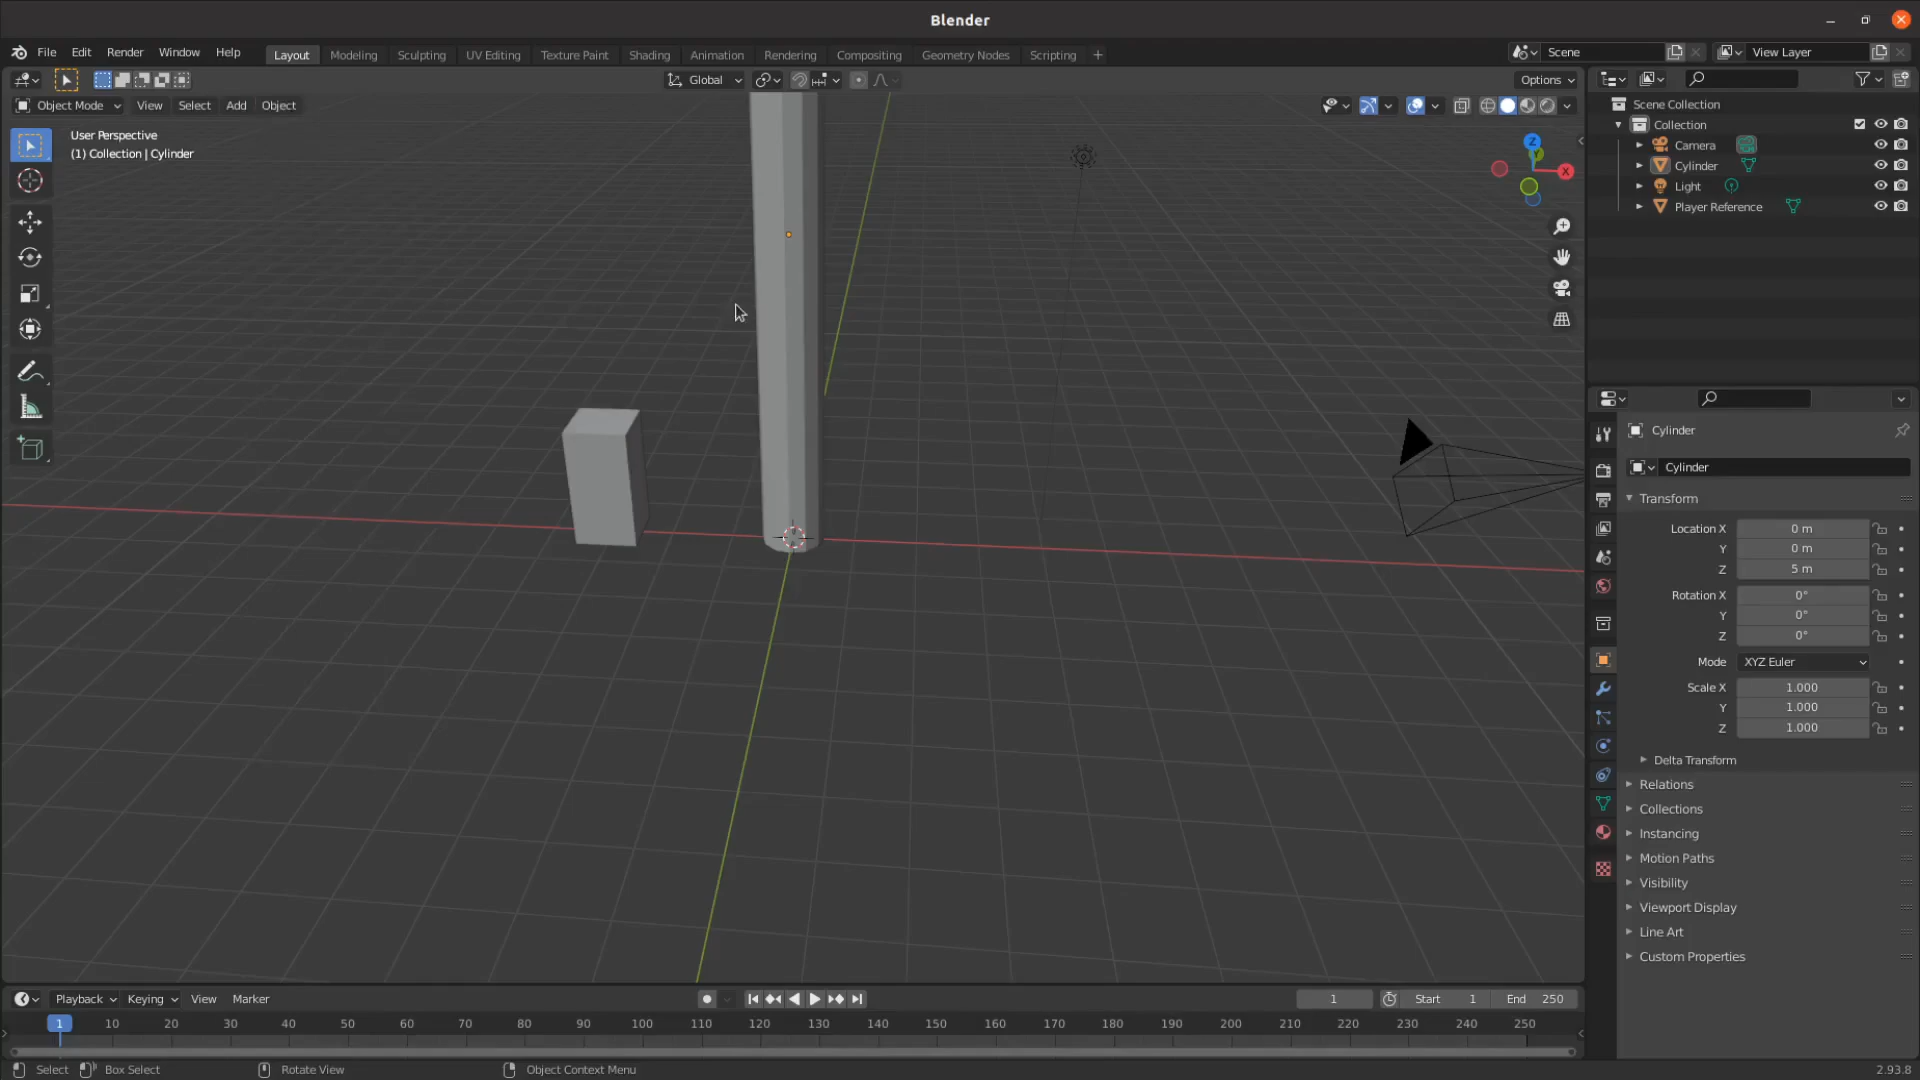 Blender
File Edit Render Window Help Layout Modeling Sculpting UV Editing Texture Paint Shading Animation Rendering Compositing Geometry Nodes Scripting + Scene View Layer
Global Options
Object Mode View Select Add Object
User Perspective
(1) Collection | Cylinder
Z
Y
X
Scene Collection
Collection
Camera
Cylinder
Light
Player Reference
Cylinder
Cylinder
Transform
Location X 0 m
Y 0 m
Z 5 m
Rotation X 0°
Y 0°
Z 0°
Mode XYZ Euler
Scale X 1.000
Y 1.000
Z 1.000
Delta Transform
Relations
Collections
Instancing
Motion Paths
Visibility
Viewport Display
Line Art
Custom Properties
Playback Keying View Marker 1 Start 1 End 250
1 10 20 30 40 50 60 70 80 90 100 110 120 130 140 150 160 170 180 190 200 210 220 230 240 250
Select Box Select Rotate View Object Context Menu 2.93.8